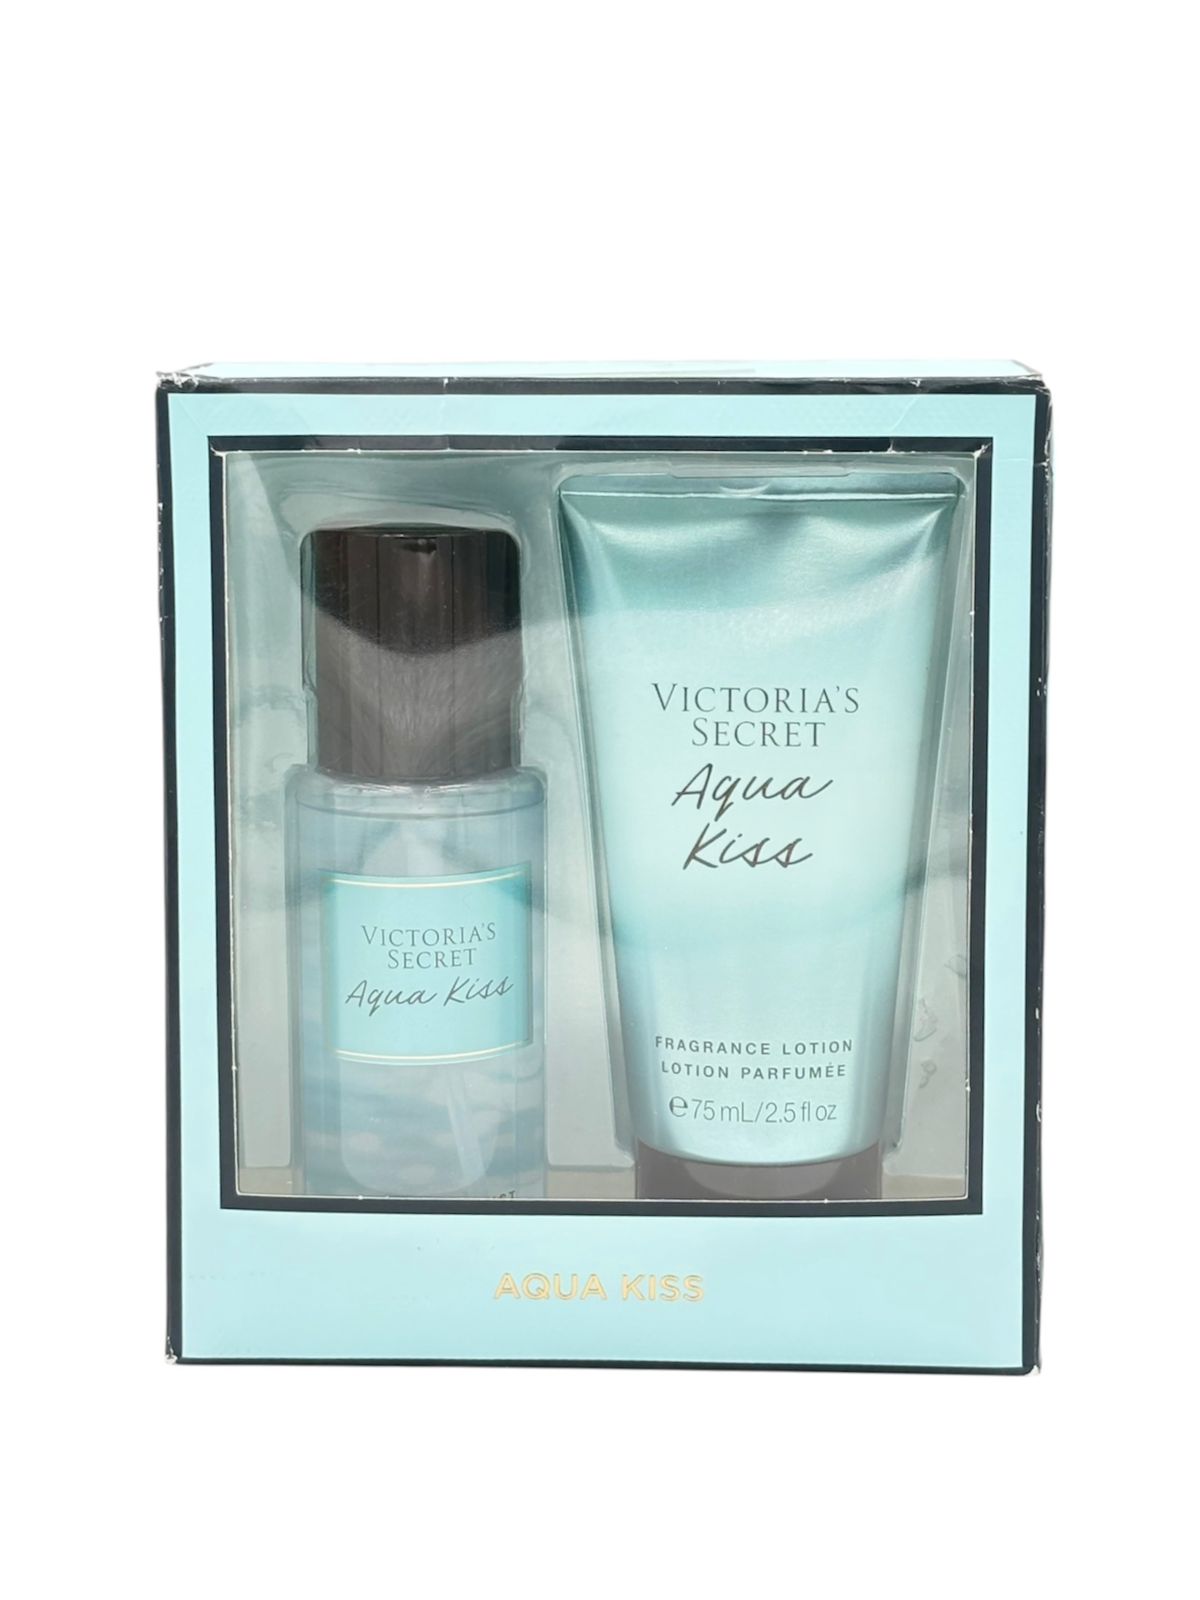 VICTORIA'S
SECRET
Aqua Kiss
VICTORIA'S
SECRET
Aqua
Kiss
FRAGRANCE LOTION
LOTION PARFUMÉE
℮75 mL/2.5 fl oz
AQUA KISS